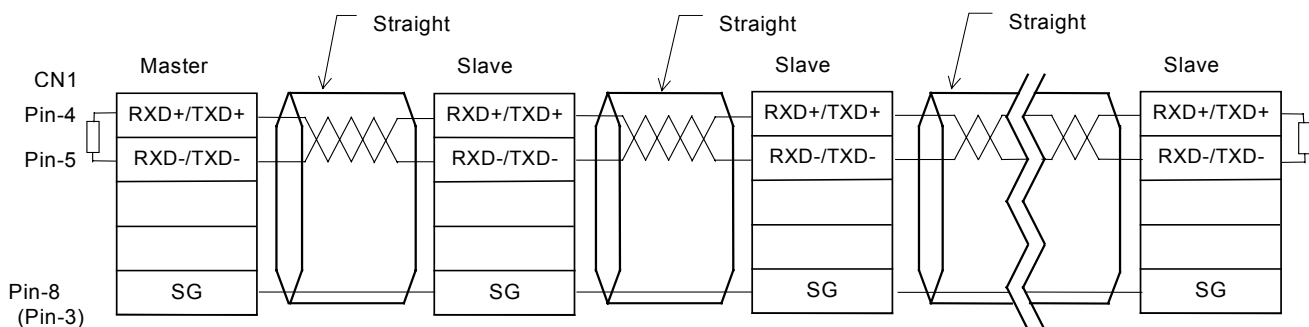 Straight
Straight
Straight
CN1
Master
Slave
Slave
Slave
Pin-4
RXD+/TXD+
RXD+/TXD+
RXD+/TXD+
RXD+/TXD+
Pin-5
RXD-/TXD-
RXD-/TXD-
RXD-/TXD-
RXD-/TXD-
Pin-8
(Pin-3)
SG
SG
SG
SG